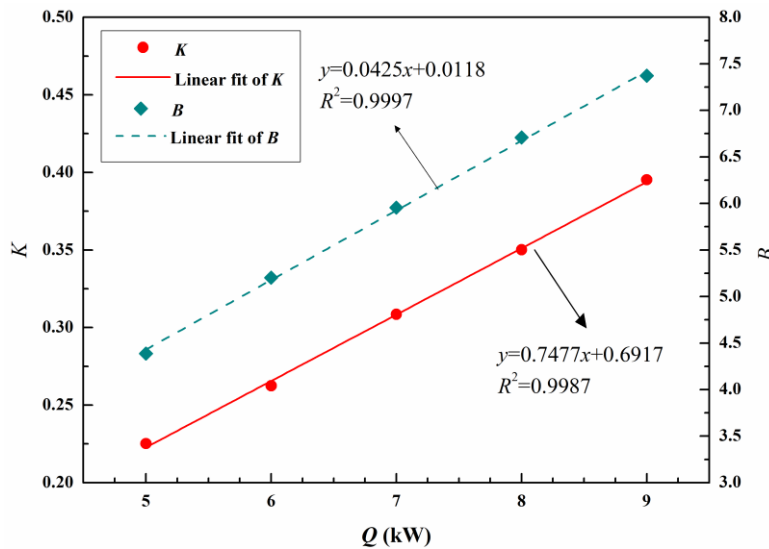 K
Linear fit of K
B
Linear fit of B
y=0.0425x+0.0118
R²=0.9997
y=0.7477x+0.6917
R²=0.9987
0.50
0.45
0.40
0.35
0.30
0.25
0.20
K
8.0
7.5
7.0
6.5
6.0
5.5
5.0
4.5
4.0
3.5
3.0
B
5 6 7 8 9
Q (kW)